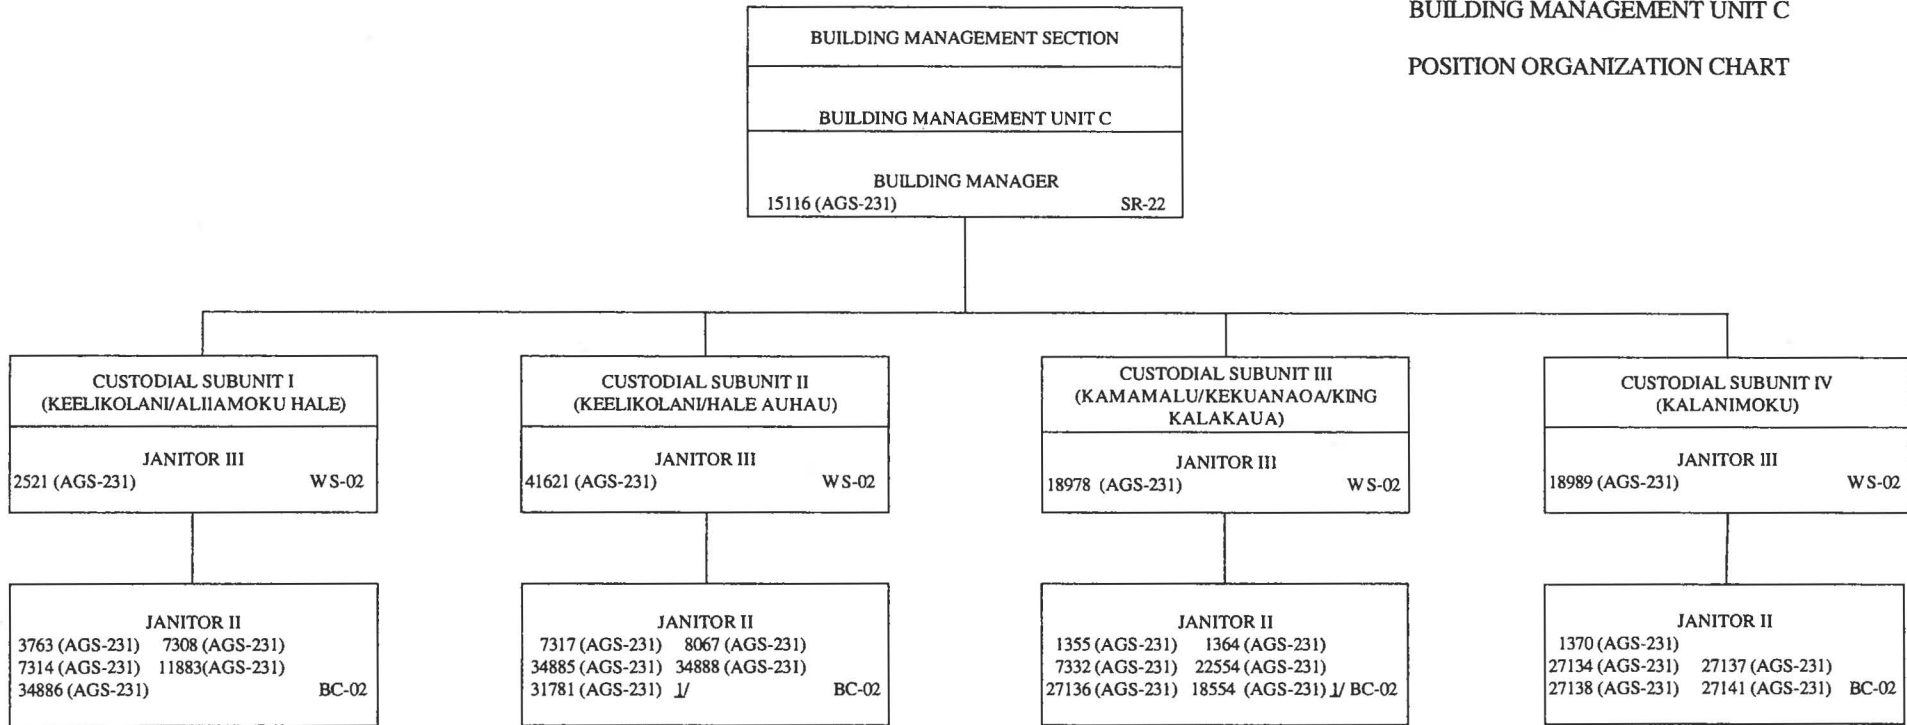 BUILDING MANAGEMENT UNIT C
POSITION ORGANIZATION CHART
BUILDING MANAGEMENT SECTION
BUILDING MANAGEMENT UNIT C
BUILDING MANAGER
15116 (AGS-231) SR-22
CUSTODIAL SUBUNIT I
(KEELIKOLANI/ALIIAMOKU HALE)
JANITOR III
2521 (AGS-231) WS-02
JANITOR II
3763 (AGS-231) 7308 (AGS-231)
7314 (AGS-231) 11883(AGS-231)
34886 (AGS-231) BC-02
CUSTODIAL SUBUNIT II
(KEELIKOLANI/HALE AUHAU)
JANITOR III
41621 (AGS-231) WS-02
JANITOR II
7317 (AGS-231) 8067 (AGS-231)
34885 (AGS-231) 34888 (AGS-231)
31781 (AGS-231) 1/ BC-02
CUSTODIAL SUBUNIT III
(KAMAMALU/KEKUANAOA/KING
KALAKAUA)
JANITOR III
18978 (AGS-231) WS-02
JANITOR II
1355 (AGS-231) 1364 (AGS-231)
7332 (AGS-231) 22554 (AGS-231)
27136 (AGS-231) 18554 (AGS-231) 1/ BC-02
CUSTODIAL SUBUNIT IV
(KALANIMOKU)
JANITOR III
18989 (AGS-231) WS-02
JANITOR II
1370 (AGS-231)
27134 (AGS-231) 27137 (AGS-231)
27138 (AGS-231) 27141 (AGS-231) BC-02